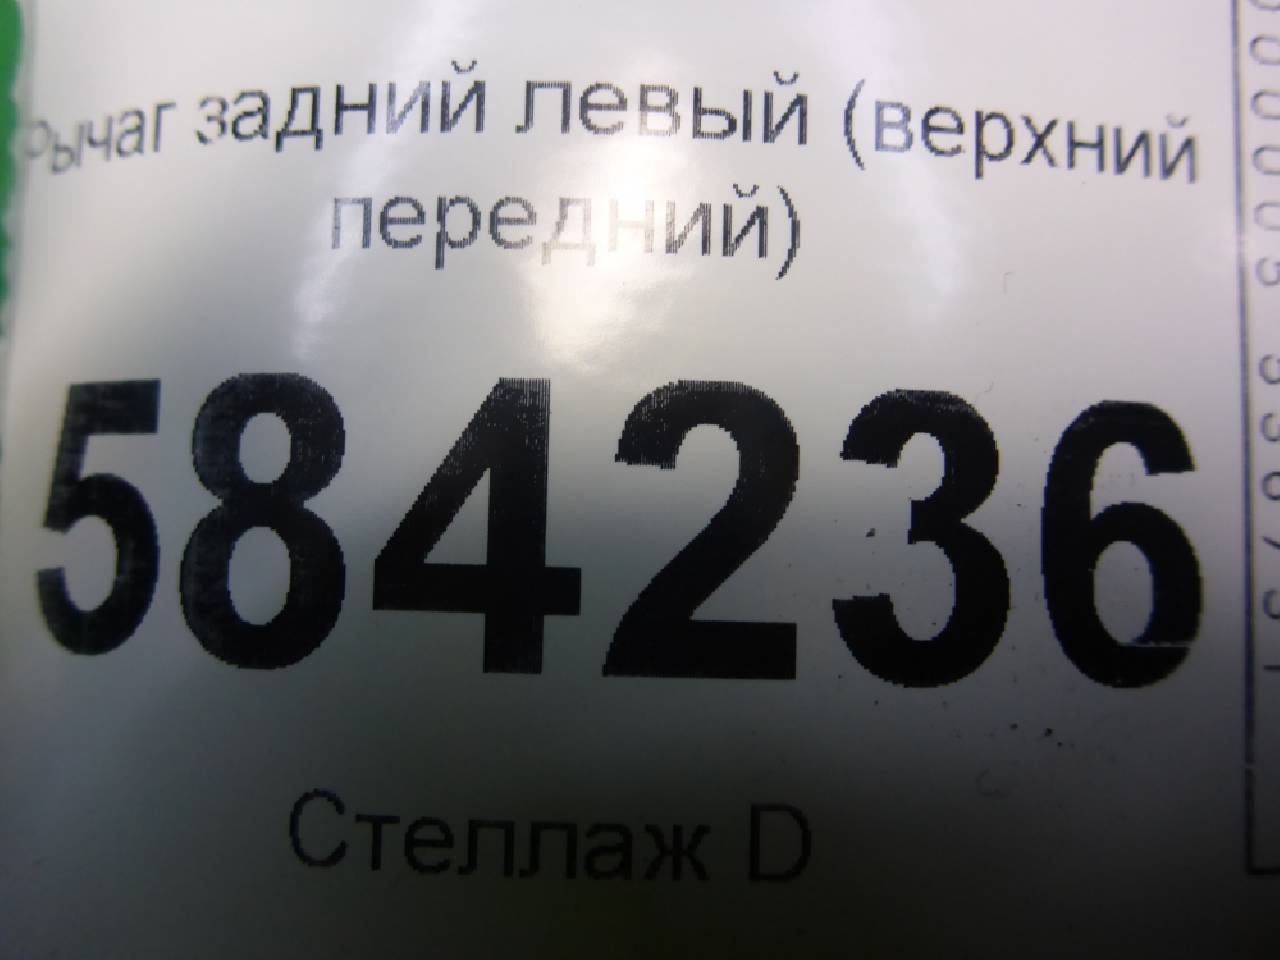 Рычаг задний левый (верхний
передний)
584236
Стеллаж D